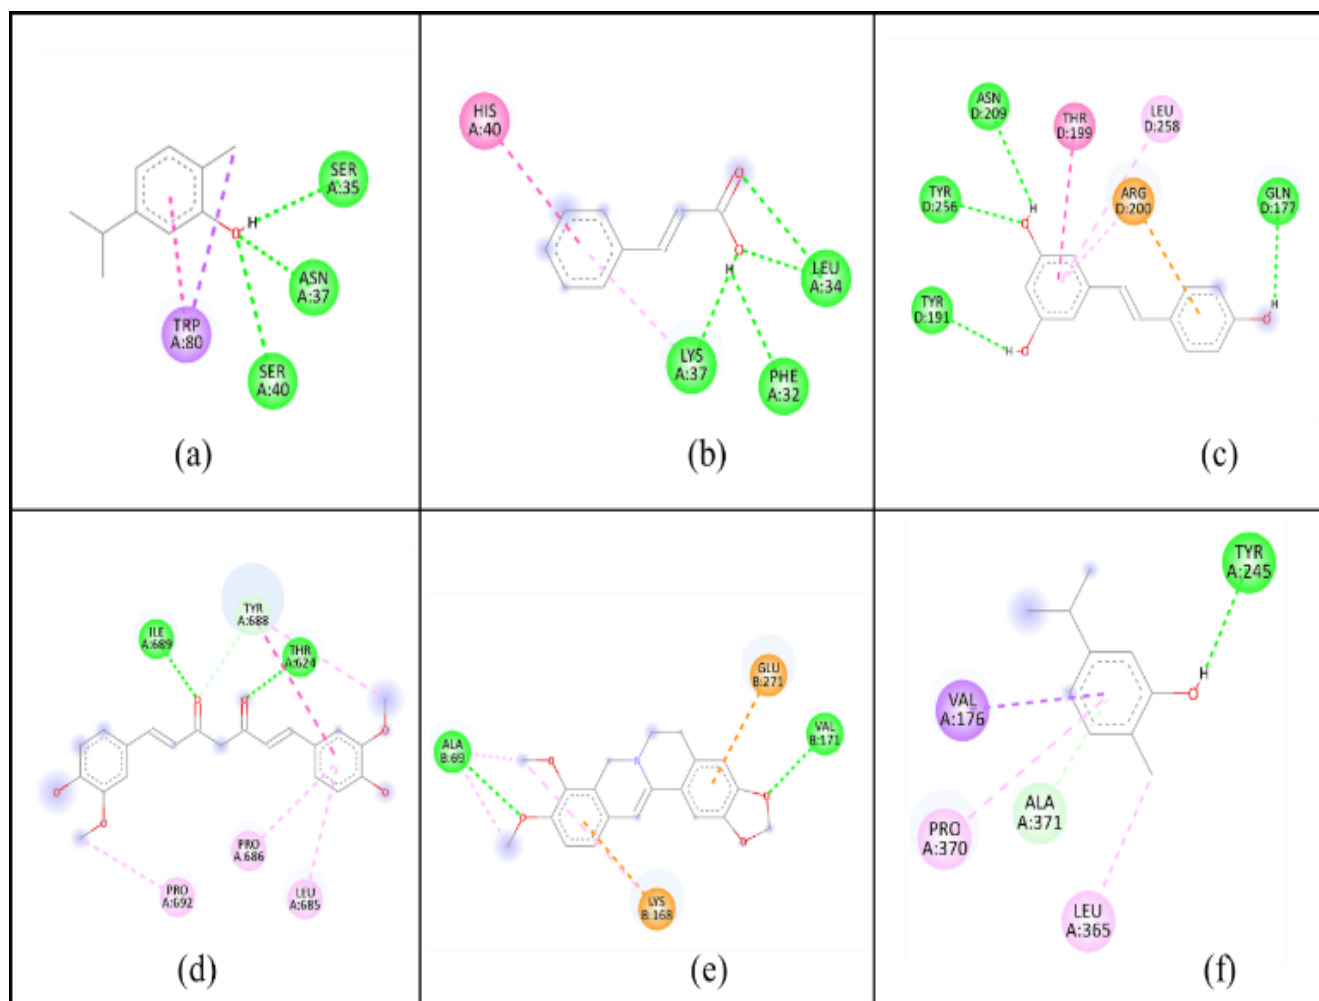 SER
A:35
H
O
ASN
A:37
TRP
A:80
SER
A:40
(a)
HIS
A:40
O
O
H
LEU
A:34
LYS
A:37
PHE
A:32
(b)
ASN
D:209
THR
D:199
LEU
D:258
TYR
D:256
ARG
D:200
GLN
D:177
H
O
H
O
TYR
D:191
H-O
(c)
TYR
A:688
ILE
A:689
THR
A:624
O
O
O
O
O
O
PRO
A:686
PRO
A:692
LEU
A:685
(d)
GLU
B:271
VAL
B:171
ALA
B:69
O
N
O
O
O
LYS
B:168
(e)
TYR
A:245
H
O
VAL
A:176
ALA
A:371
PRO
A:370
LEU
A:365
(f)